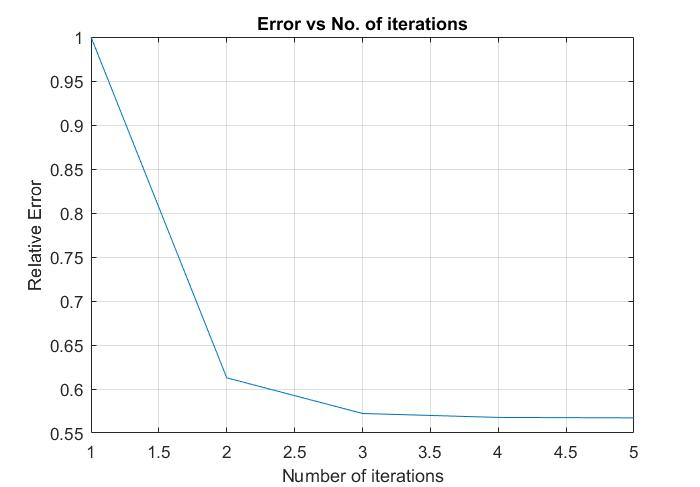 Error vs No. of iterations
1
0.95
0.9
0.85
0.8
0.75
0.7
0.65
0.6
0.55
Relative Error
1 1.5 2 2.5 3 3.5 4 4.5 5
Number of iterations